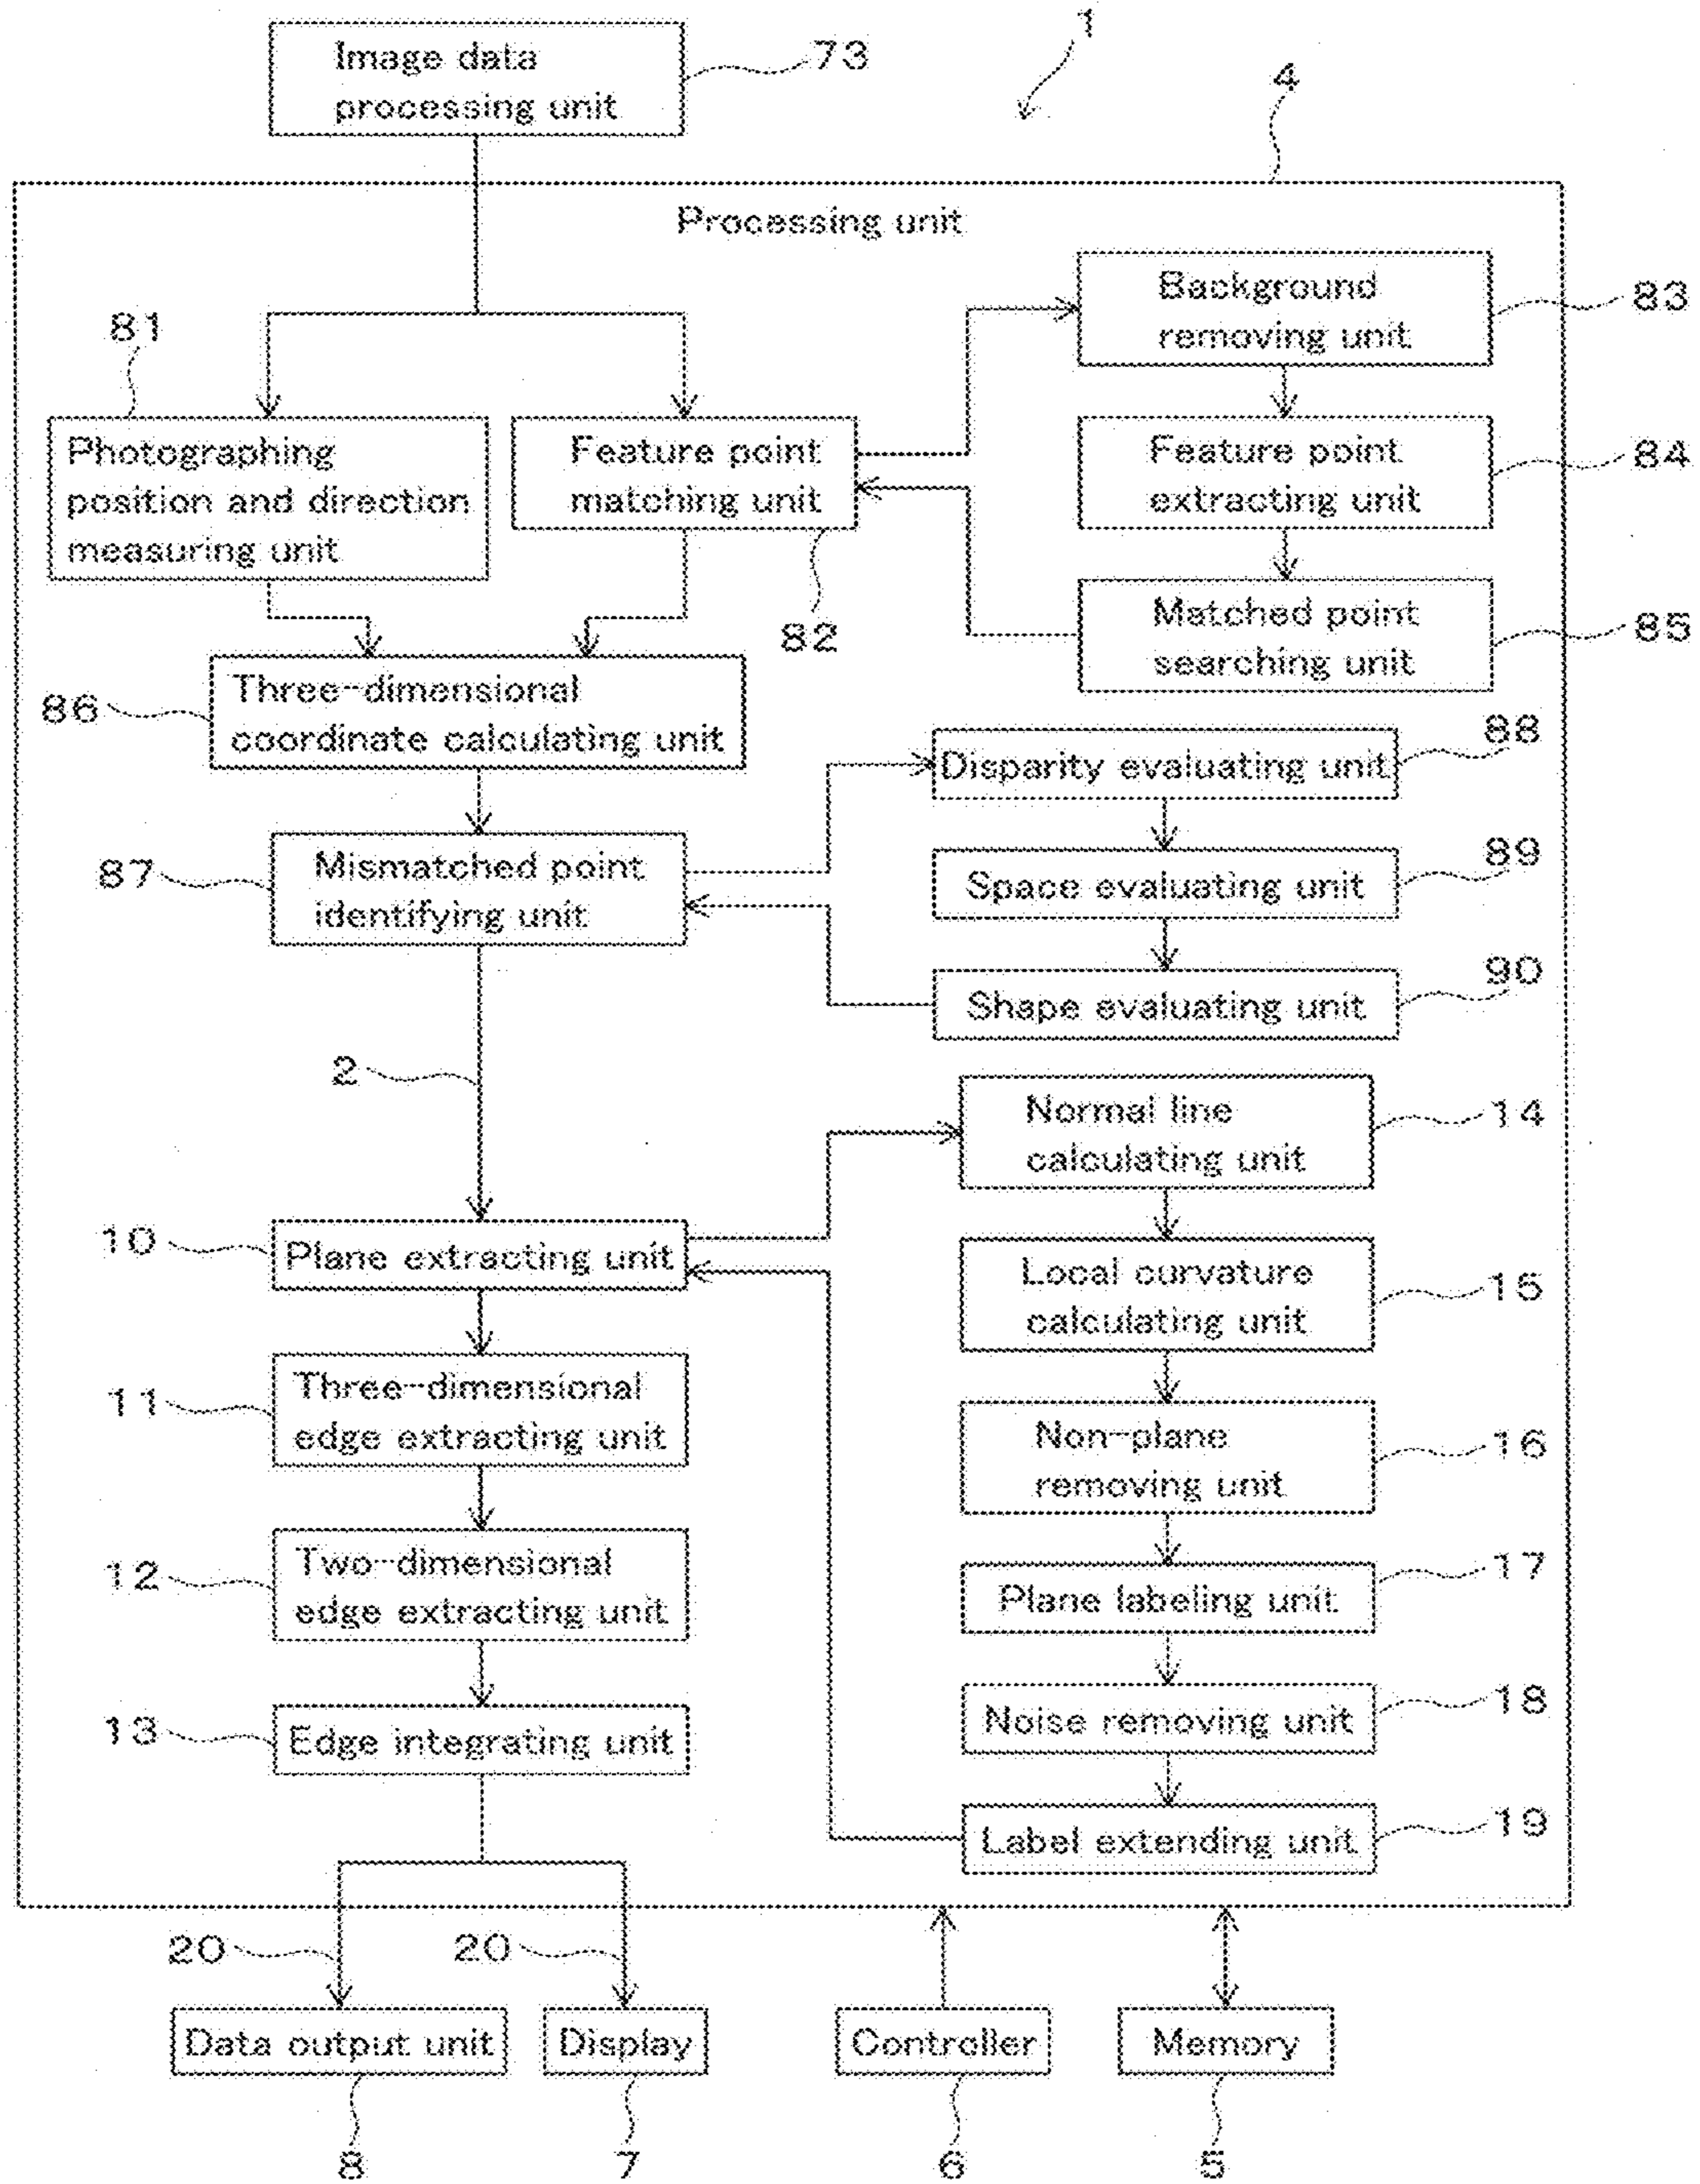 1
Image data
processing unit
73
4
Processing unit
Background
removing unit
83
81
Photographing
position and direction
measuring unit
Feature point
matching unit
82
Feature point
extracting unit
84
Matched point
searching unit
85
86
Three-dimensional
coordinate calculating unit
88
Disparity evaluating unit
87
Mismatched point
identifying unit
89
Space evaluating unit
90
Shape evaluating unit
2
Normal line
calculating unit
14
10
Plane extracting unit
Local curvature
calculating unit
15
11
Three-dimensional
edge extracting unit
Non-plane
removing unit
16
12
Two-dimensional
edge extracting unit
17
Plane labeling unit
13
Edge integrating unit
18
Noise removing unit
19
Label extending unit
20
20
Data output unit
Display
Controller
Memory
8
7
6
5